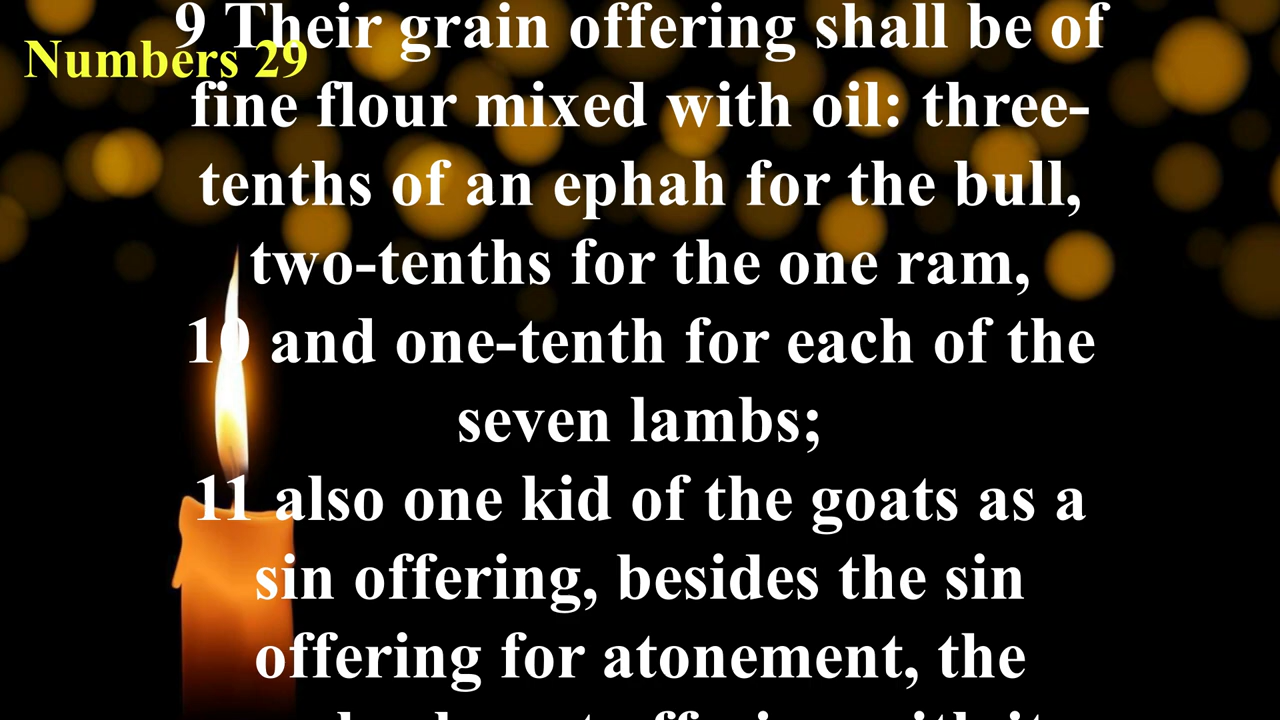 Numbers 29
9 Their grain offering shall be of
fine flour mixed with oil: three-
tenths of an ephah for the bull,
two-tenths for the one ram,
10 and one-tenth for each of the
seven lambs;
11 also one kid of the goats as a
sin offering, besides the sin
offering for atonement, the